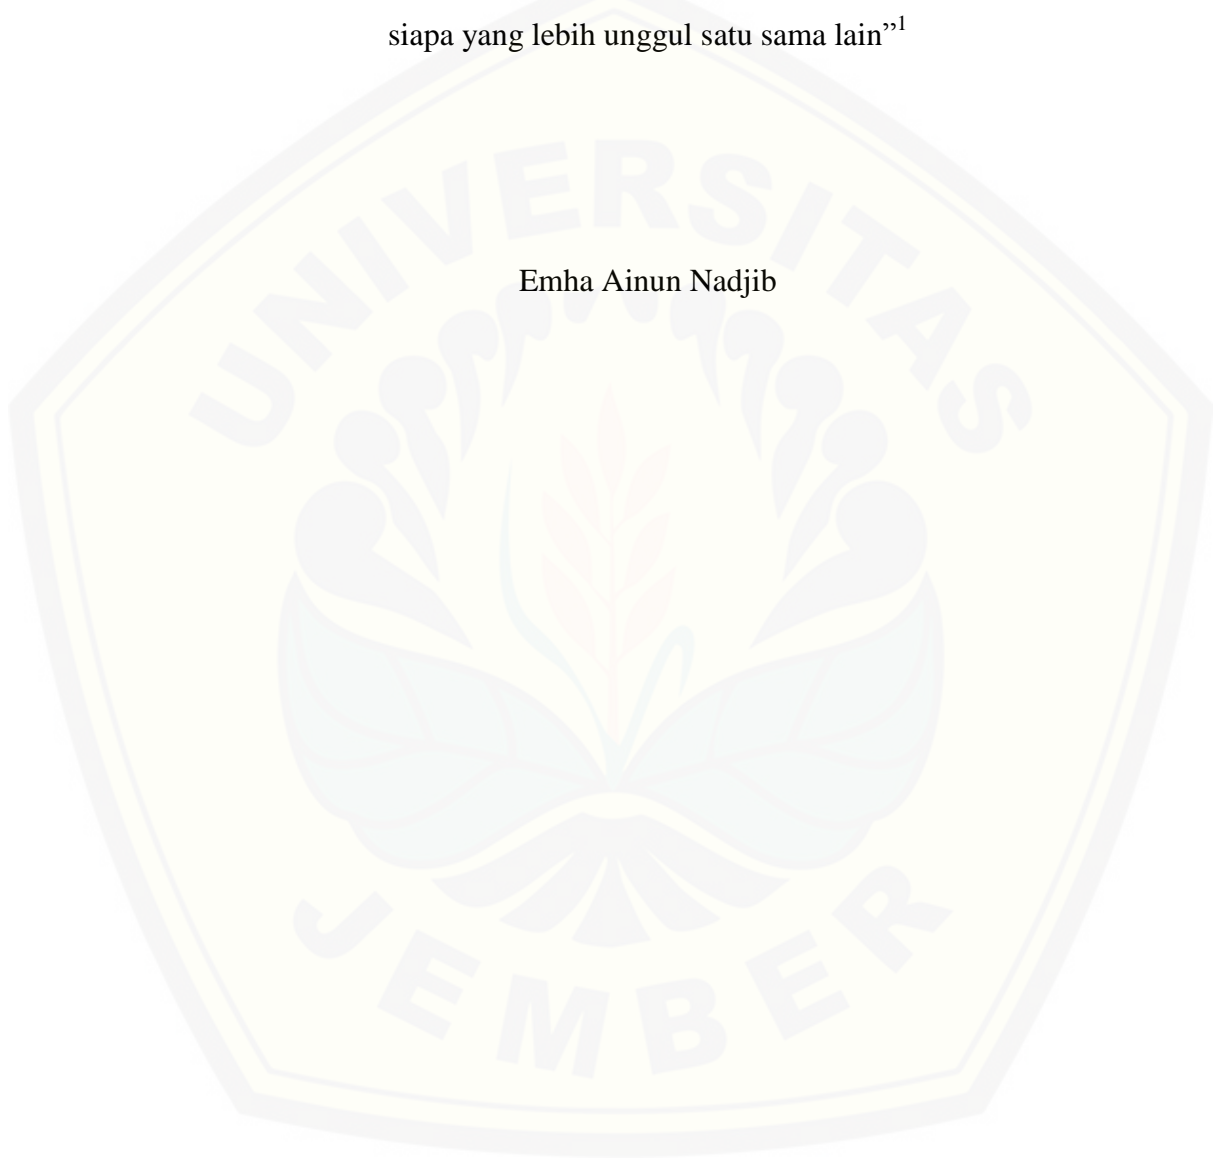 siapa yang lebih unggul satu sama lain”¹
Emha Ainun Nadjib
UNIVERSITAS
JEMBER